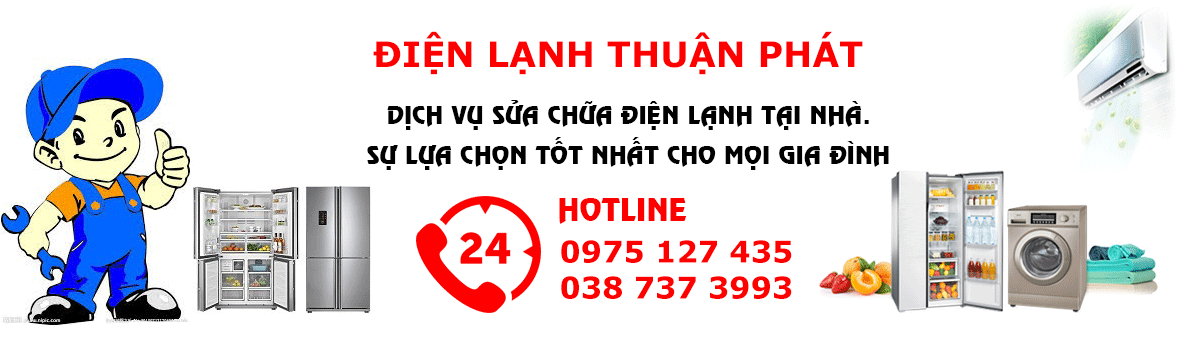 ĐIỆN LẠNH THUẬN PHÁT
DỊCH VỤ SỬA CHỮA ĐIỆN LẠNH TẠI NHÀ.
SỰ LỰA CHỌN TỐT NHẤT CHO MỌI GIA ĐÌNH
24
HOTLINE
0975 127 435
038 737 3993